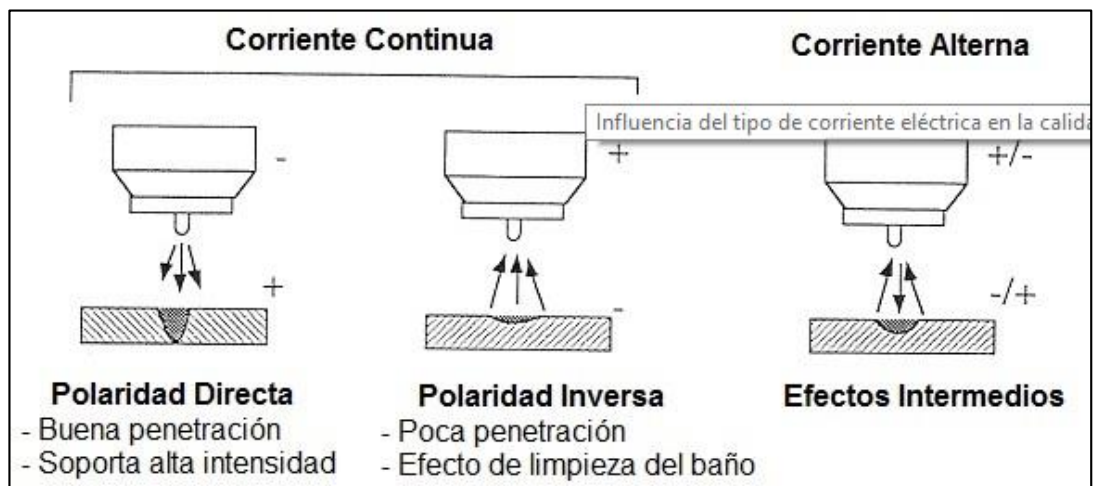 Corriente Continua
Corriente Alterna
Influencia del tipo de corriente eléctrica en la
-
+
+/-
+
-
-/+
Polaridad Directa
- Buena penetración
- Soporta alta intensidad
Polaridad Inversa
- Poca penetración
- Efecto de limpieza del baño
Efectos Intermedios